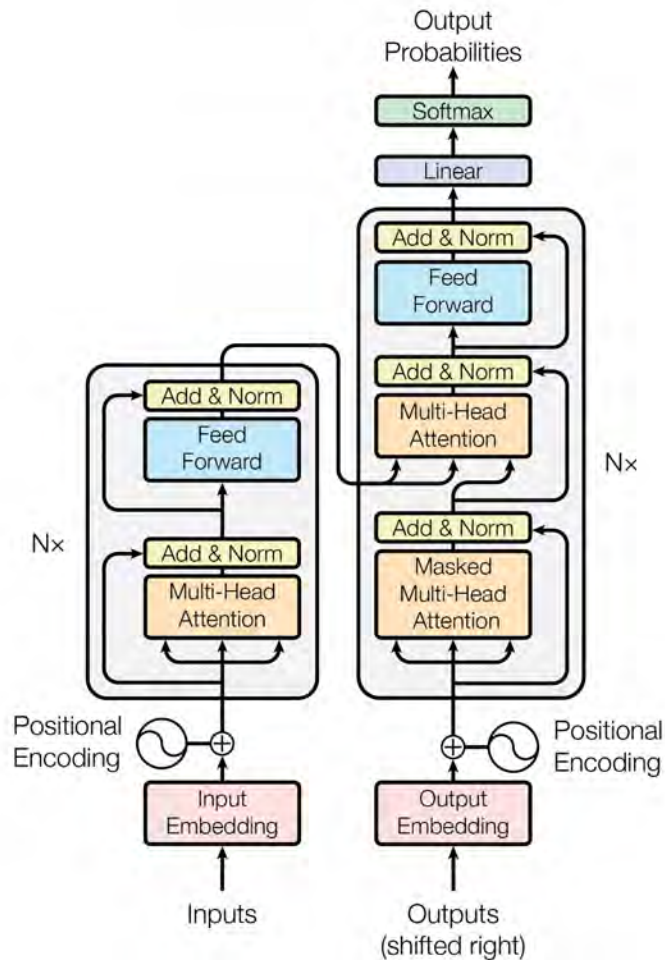 Output
Probabilities
Softmax
Linear
Add & Norm
Feed
Forward
Add & Norm
Multi-Head
Attention
Add & Norm
Masked
Multi-Head
Attention
N×
Add & Norm
Feed
Forward
Add & Norm
Multi-Head
Attention
N×
Positional
Encoding
Positional
Encoding
Input
Embedding
Output
Embedding
Inputs
Outputs
(shifted right)